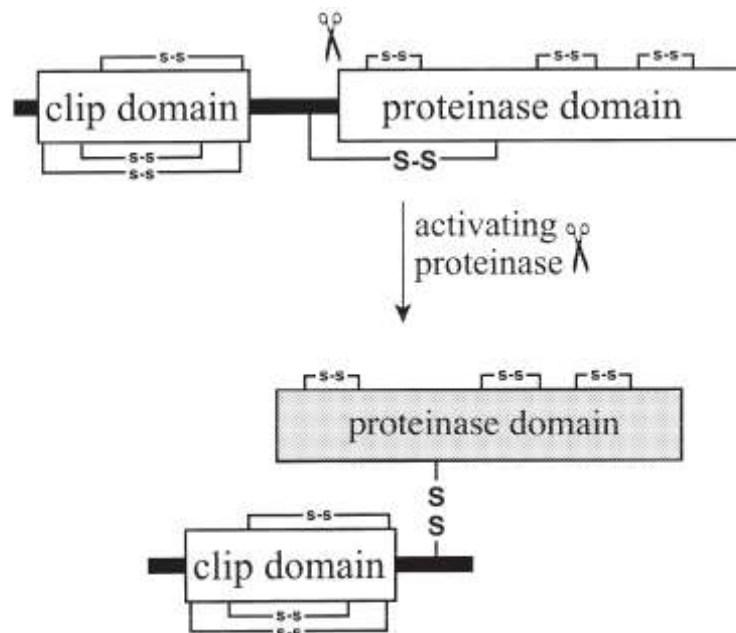 s-s
s-s
s-s
s-s
clip domain
proteinase domain
s-s
s-s
S-S
activating
proteinase
s-s
s-s
s-s
proteinase domain
S
S
s-s
clip domain
s-s
s-s